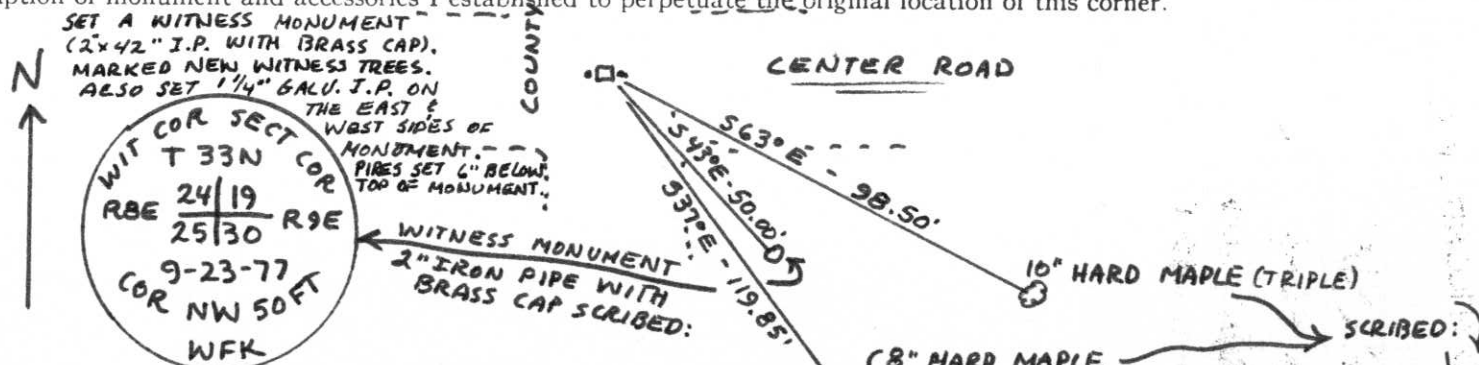 ption of monument and accessories I established to perpetuate the original location of this corner.
SET A WITNESS MONUMENT
(2"x42" I.P. WITH BRASS CAP).
MARKED NEW WITNESS TREES.
ALSO SET 1 1/4" GALV. I.P. ON
THE EAST &
WEST SIDES OF
MONUMENT.
PIPES SET 6" BELOW
TOP OF MONUMENT.
N
COUNTY
CENTER ROAD
WIT COR SECT COR
T 33N
R8E 24 19 R9E
25 30
9-23-77
COR NW 50 FT
WFK
WITNESS MONUMENT
2" IRON PIPE WITH
BRASS CAP SCRIBED:
S63°E - 98.50'
S43°E - 50.00'
S37°E - 119.85'
10" HARD MAPLE (TRIPLE)
SCRIBED:
(8" HARD MAPLE